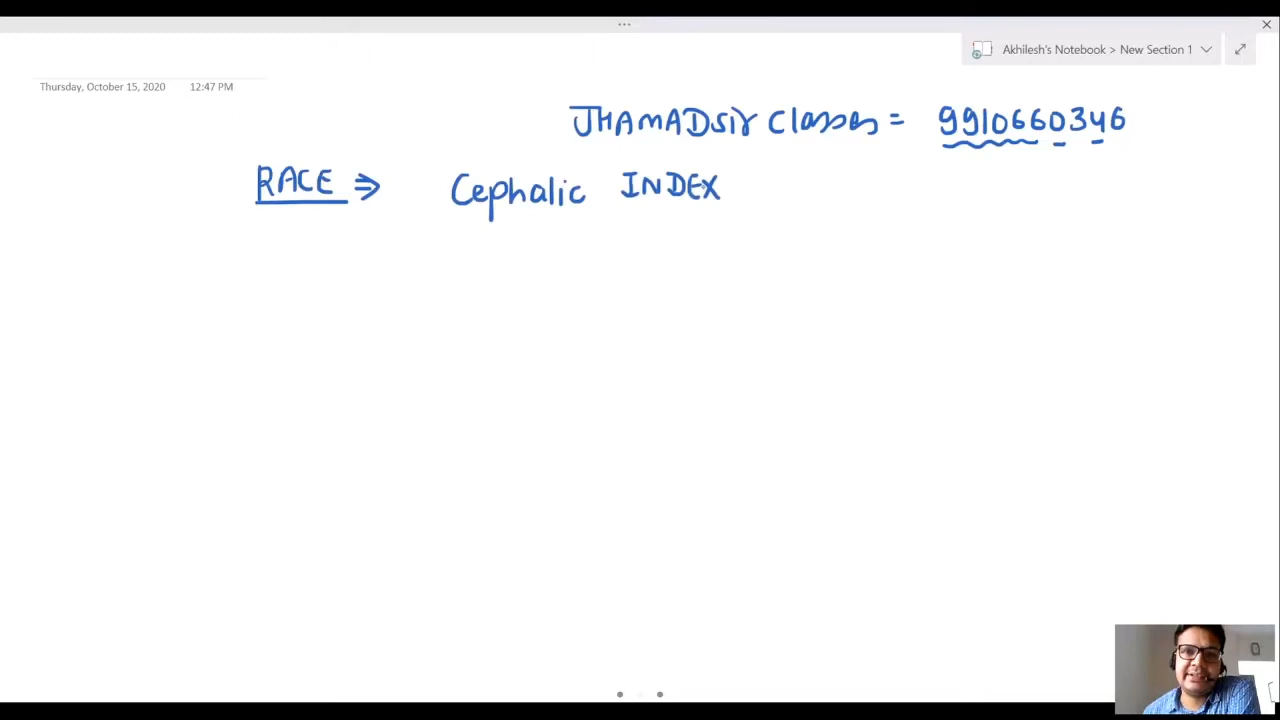 Akhilesh's Notebook > New Section 1
Thursday, October 15, 2020 12:47 PM
JHAMADSir Classes = 9910660346
RACE ⇒ Cephalic INDEX